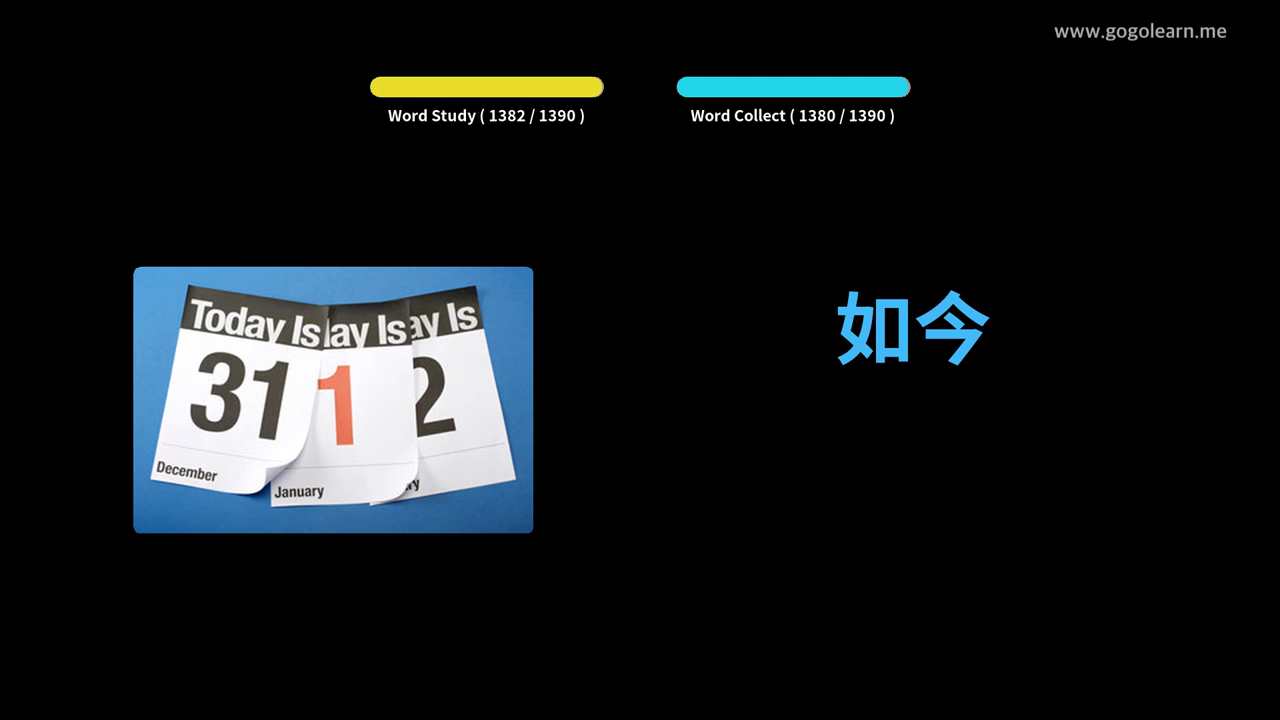 www.gogolearn.me
Word Study ( 1382 / 1390 )
Word Collect ( 1380 / 1390 )
如今
Today Is
31
December
ay Is
1
January
ay Is
2
ry